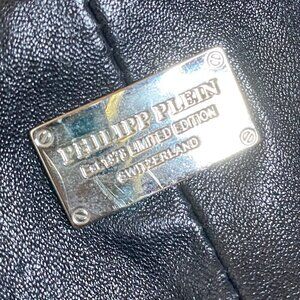 PHILIPP PLEIN
EST. 1978 LIMITED EDITION
SWITZERLAND